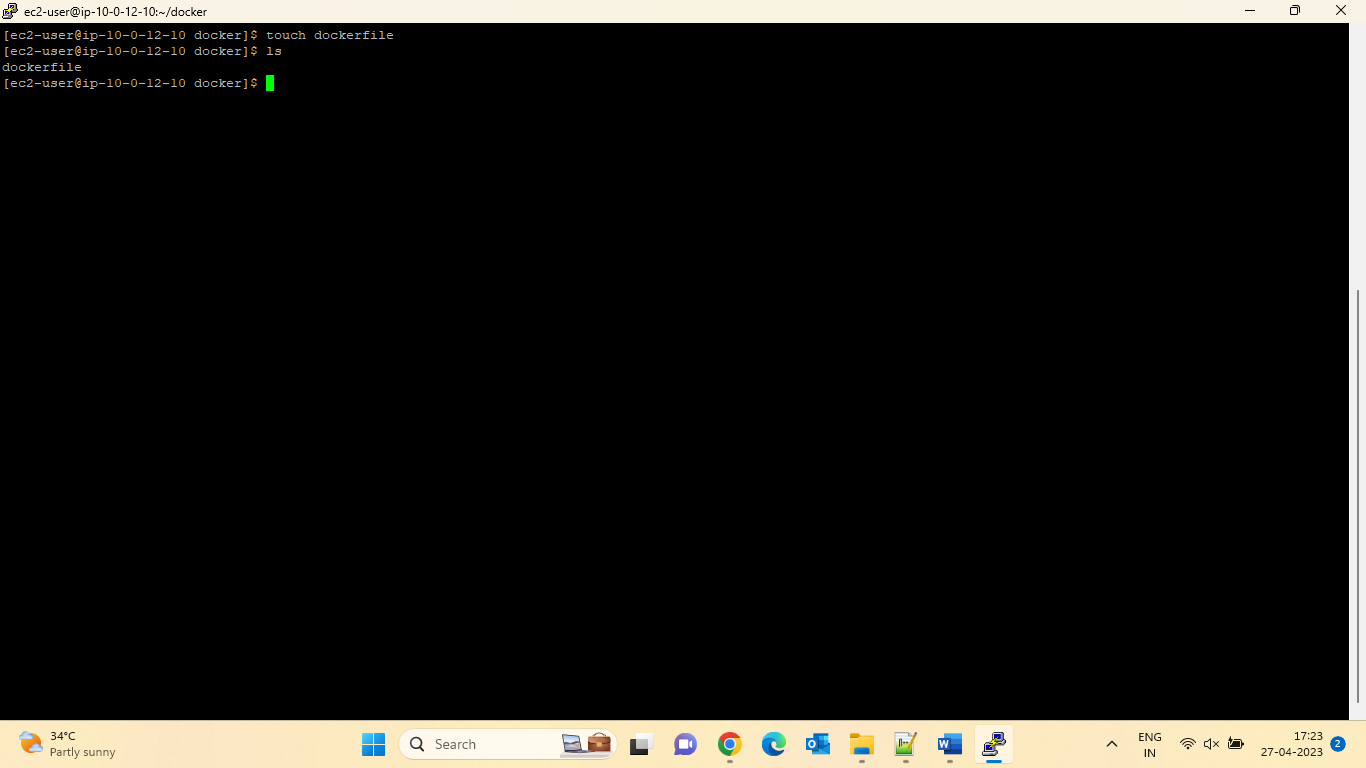 ec2-user@ip-10-0-12-10:~/docker
[ec2-user@ip-10-0-12-10 docker]$ touch dockerfile
[ec2-user@ip-10-0-12-10 docker]$ ls
dockerfile
[ec2-user@ip-10-0-12-10 docker]$
34°C
Partly sunny
Search
ENG
IN
17:23
27-04-2023
2